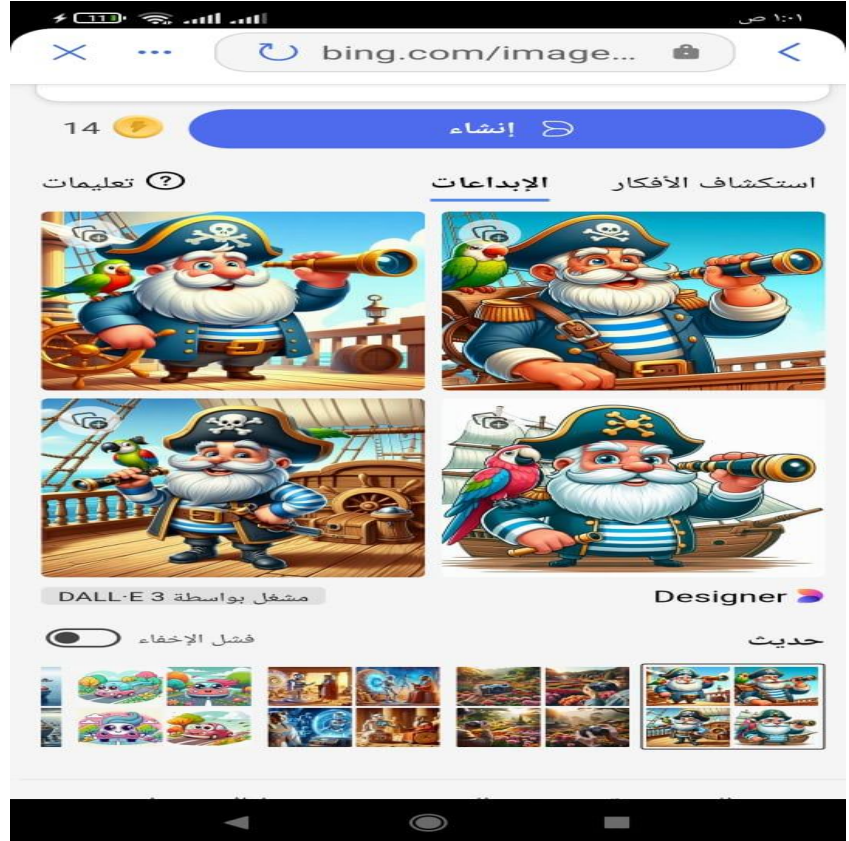 ١:٠١ ص
111
bing.com/image...
إنشاء
14
استكشاف الأفكار
الإبداعات
تعليمات
Designer
مشغل بواسطة DALL·E 3
حديث
فشل الإخفاء